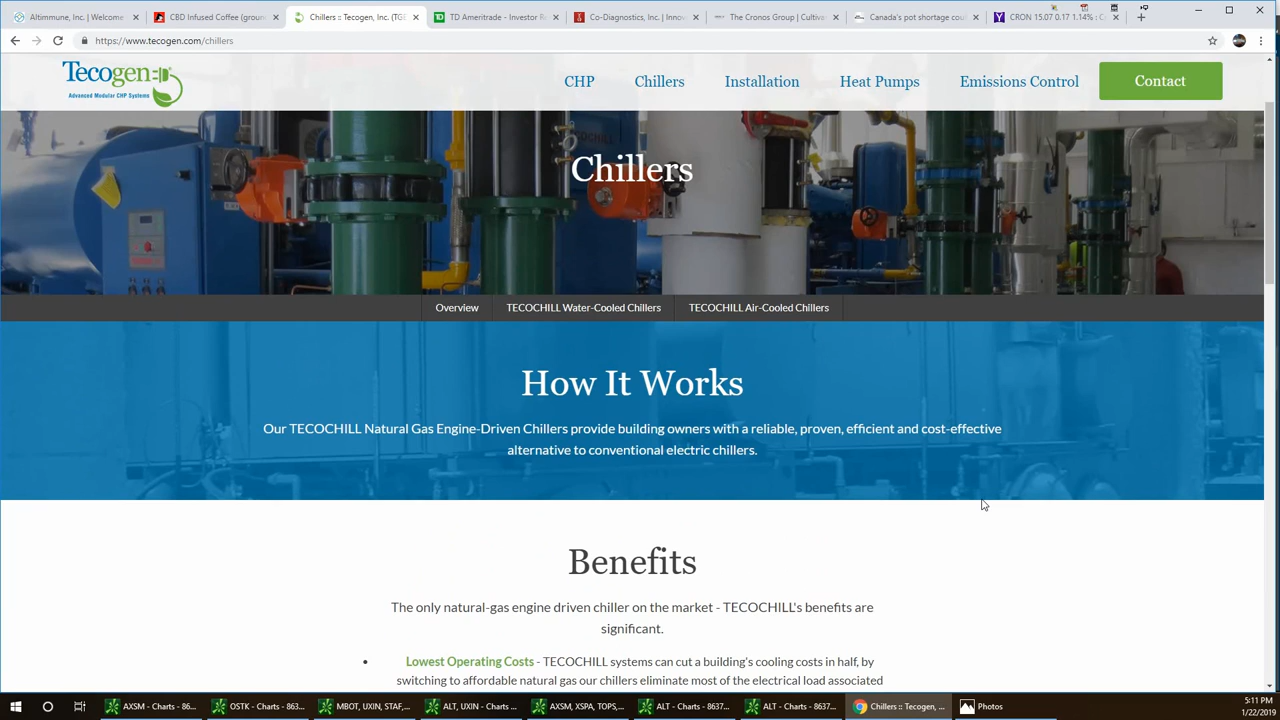 Altimmune, Inc. | Welcome
CBD Infused Coffee (groun
Chillers :: Tecogen, Inc. (TGE
TD Ameritrade - Investor Re
Co-Diagnostics, Inc. | Innov
The Cronos Group | Cultive
Canada's pot shortage coul
CRON 15.07 0.17 1.14% : C
https://www.tecogen.com/chillers
Tecogen
Advanced Modular CHP Systems
CHP
Chillers
Installation
Heat Pumps
Emissions Control
Contact
TECOCHILL
Chillers
Overview
TECOCHILL Water-Cooled Chillers
TECOCHILL Air-Cooled Chillers
How It Works
Our TECOCHILL Natural Gas Engine-Driven Chillers provide building owners with a reliable, proven, efficient and cost-effective
alternative to conventional electric chillers.
Benefits
The only natural-gas engine driven chiller on the market - TECOCHILL's benefits are
significant.
• Lowest Operating Costs - TECOCHILL systems can cut a building's cooling costs in half, by
switching to affordable natural gas our chillers eliminate most of the electrical load associated
AXSM - Charts - 86...
OSTK - Charts - 863...
MBOT, UXIN, STAF,...
ALT, UXIN - Charts - ...
AXSM, XSPA, TOPS,...
ALT - Charts - 8637...
ALT - Charts - 8637...
Chillers :: Tecogen, ...
Photos
5:11 PM
1/22/2019